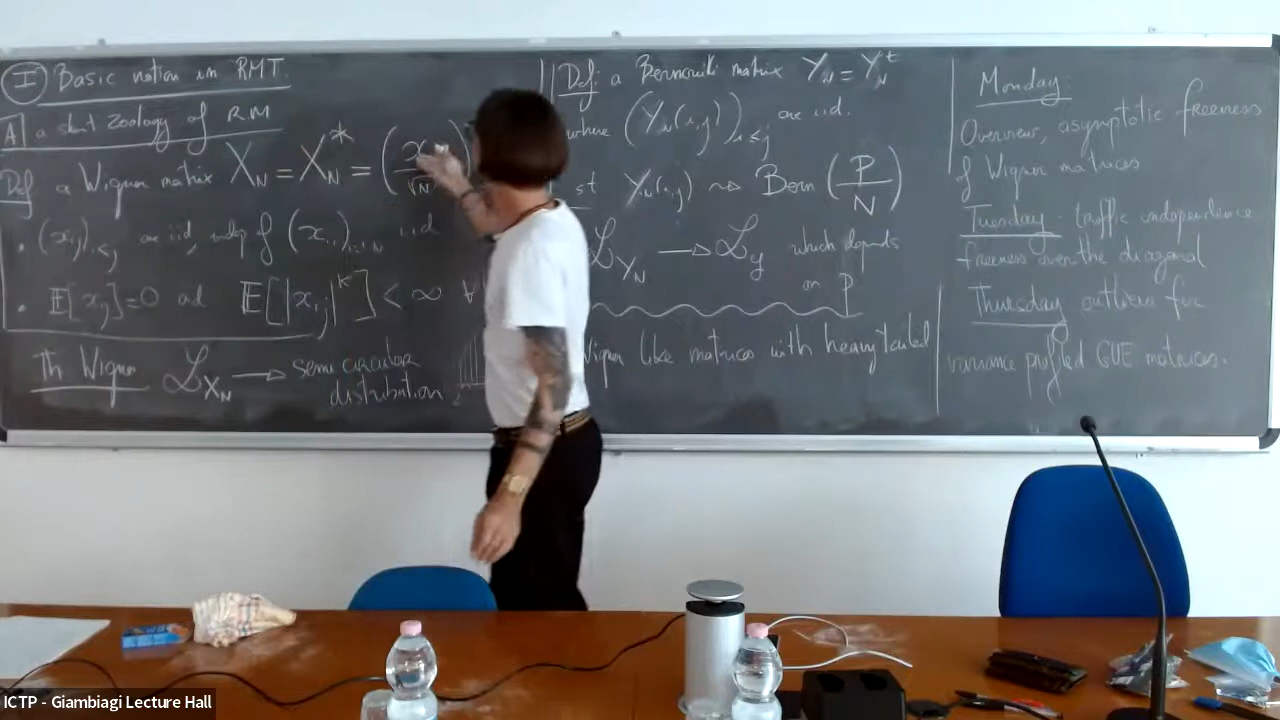 I Basic notion in RMT
A a short Zoology of RM
Def a Wigner matrix X_N = X_N^* = (x / √N)
• (x_ij)_i≤j are iid, indep of (x_ii)_i≤N iid
• E[x_ij]=0 and E[|x_ij|^k] < ∞ ∀
Th Wigner L_X_N → semi circular
distribution
Def: a Bernoulli matrix Y_N = Y_N^t
where (Y_N(i,j))_i≤j are iid.
st Y_N(i,j) ~> Bern (P/N)
L_Y_N → L_y which depends
on P
Wigner like matrices with heavy tailed
Monday:
Overview, asymptotic freeness
of Wigner matrices
Tuesday: traffic independence
freeness over the diagonal
Thursday outliers for
variance profiled GUE matrices.
ICTP - Giambiagi Lecture Hall